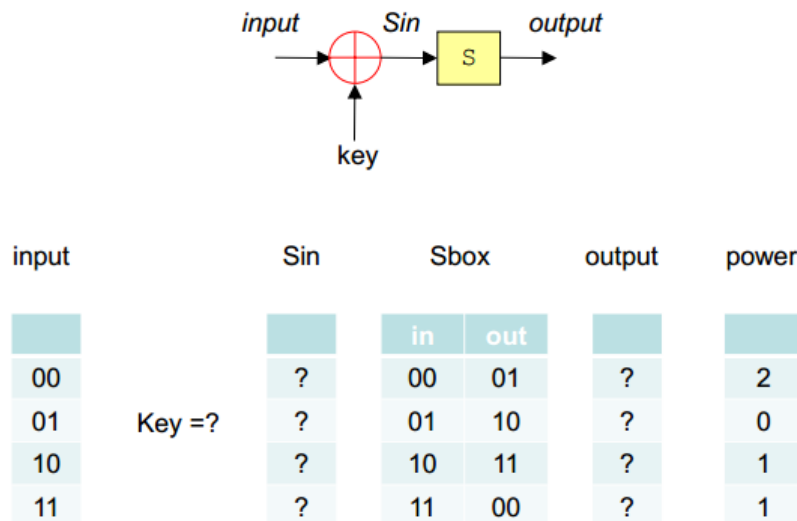 input Sin output
S
key
input Sin Sbox output power
in out
00 ? 00 01 ? 2
01 Key =? ? 01 10 ? 0
10 ? 10 11 ? 1
11 ? 11 00 ? 1